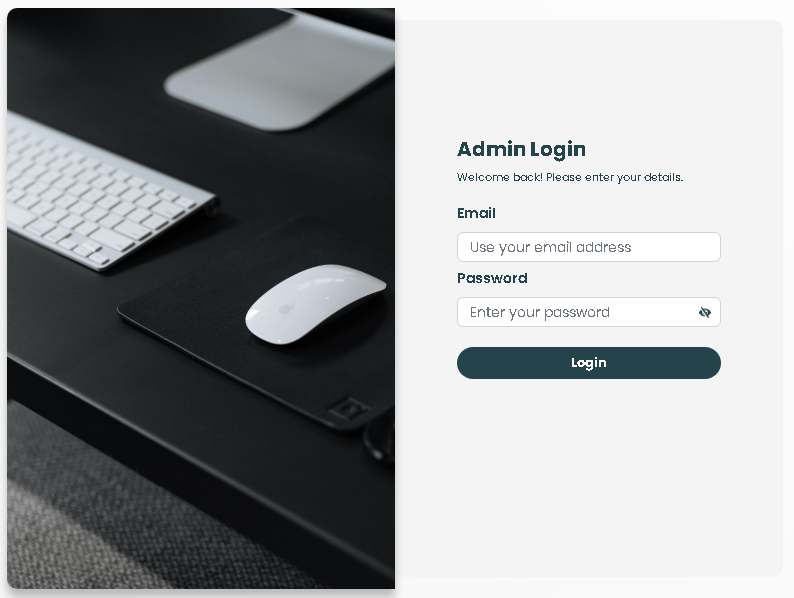 Admin Login
Welcome back! Please enter your details.
Email
Use your email address
Password
Enter your password
Login